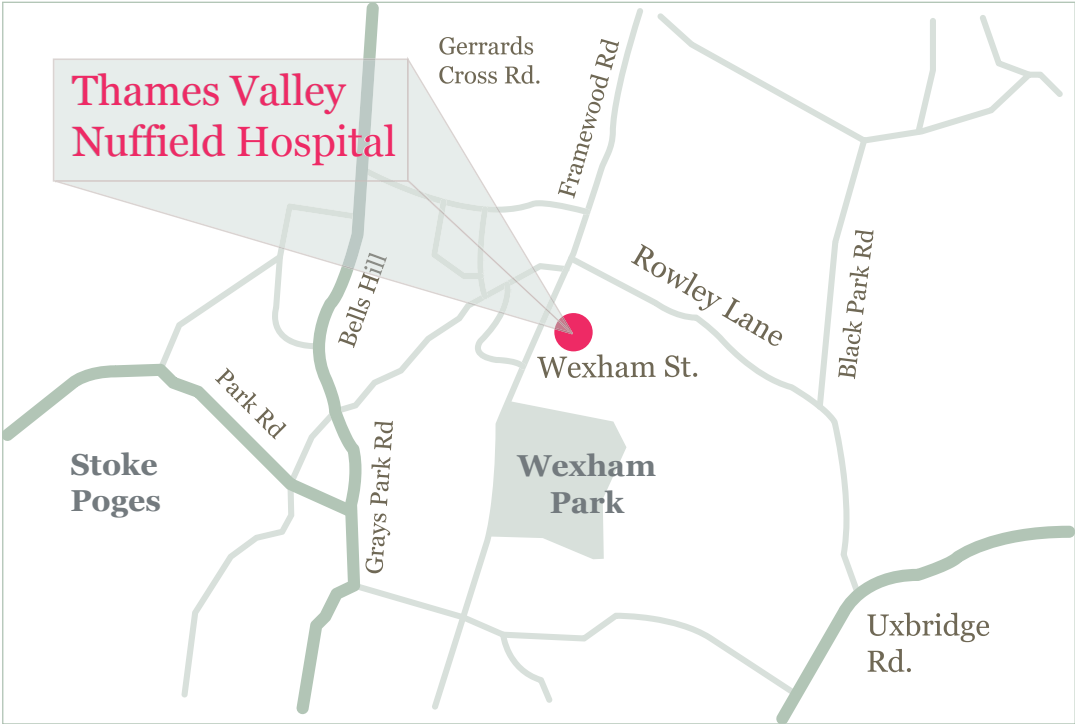 Gerrards
Cross Rd.
Thames Valley
Nuffield Hospital
Framewood Rd
Rowley Lane
Black Park Rd
Bells Hill
Wexham St.
Park Rd
Grays Park Rd
Stoke
Poges
Wexham
Park
Uxbridge
Rd.